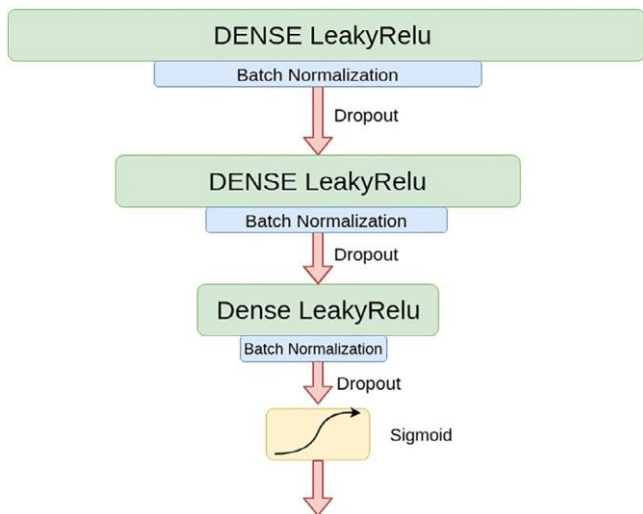 DENSE LeakyRelu
Batch Normalization
Dropout
DENSE LeakyRelu
Batch Normalization
Dropout
Dense LeakyRelu
Batch Normalization
Dropout
Sigmoid